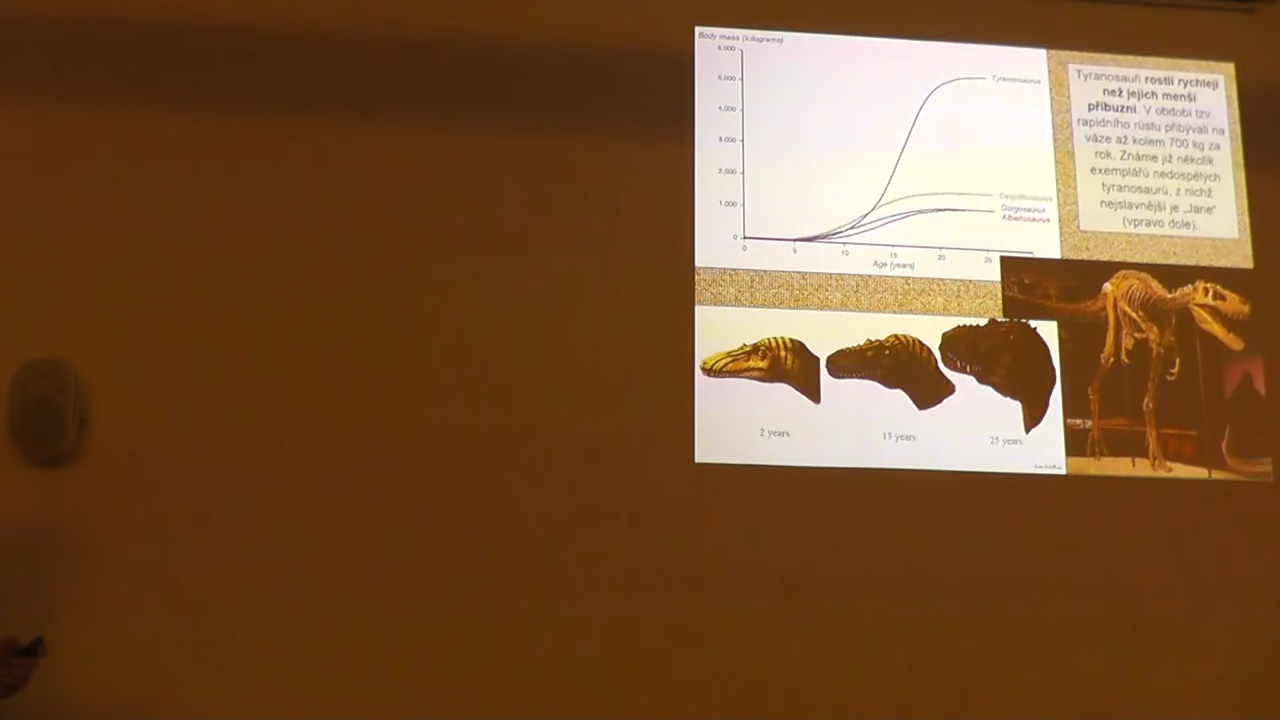 Body mass (kilograms)
6,000
5,000
4,000
3,000
2,000
1,000
0
0
5
10
15
20
25
Age (years)
Tyrannosaurus
Daspletosaurus
Gorgosaurus
Albertosaurus
Tyranosauři rostli rychleji
než jejich menší
příbuzní. V období tzv.
rapidního růstu přibývali na
váze až kolem 700 kg za
rok. Známe již několik
exemplářů nedospělých
tyranosaurů, z nichž
nejslavnější je „Jane"
(vpravo dole).
2 years
13 years
25 years